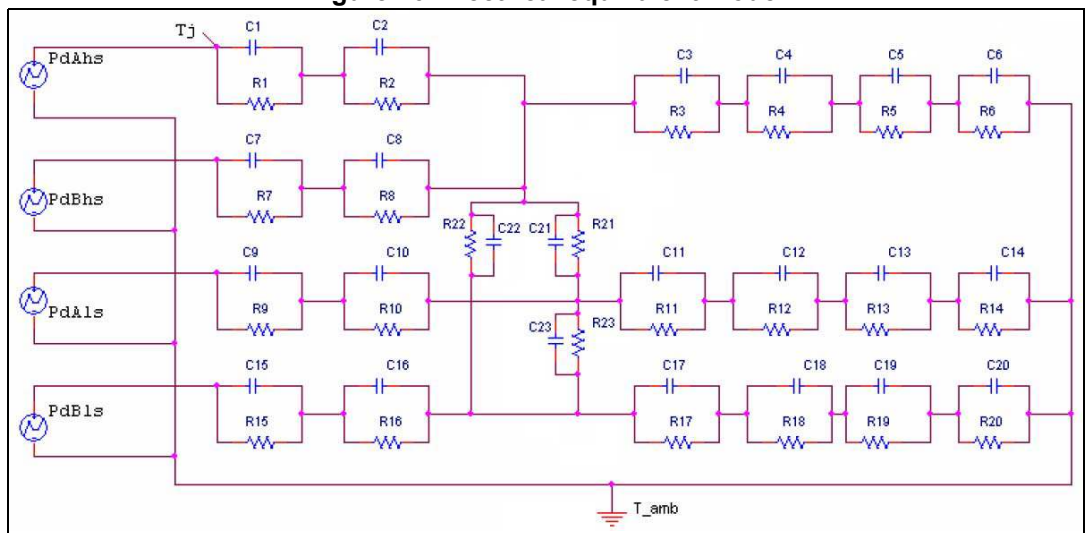 Tj
C1 C2
PdAhs
R1 R2
C3 C4 C5 C6
R3 R4 R5 R6
C7 C8
PdBhs
R7 R8
R22 C22 C21 R21
C9 C10 C11 C12 C13 C14
PdAls
R9 R10 R11 R12 R13 R14
C23 R23
C15 C16 C17 C18 C19 C20
PdBls
R15 R16 R17 R18 R19 R20
T_amb